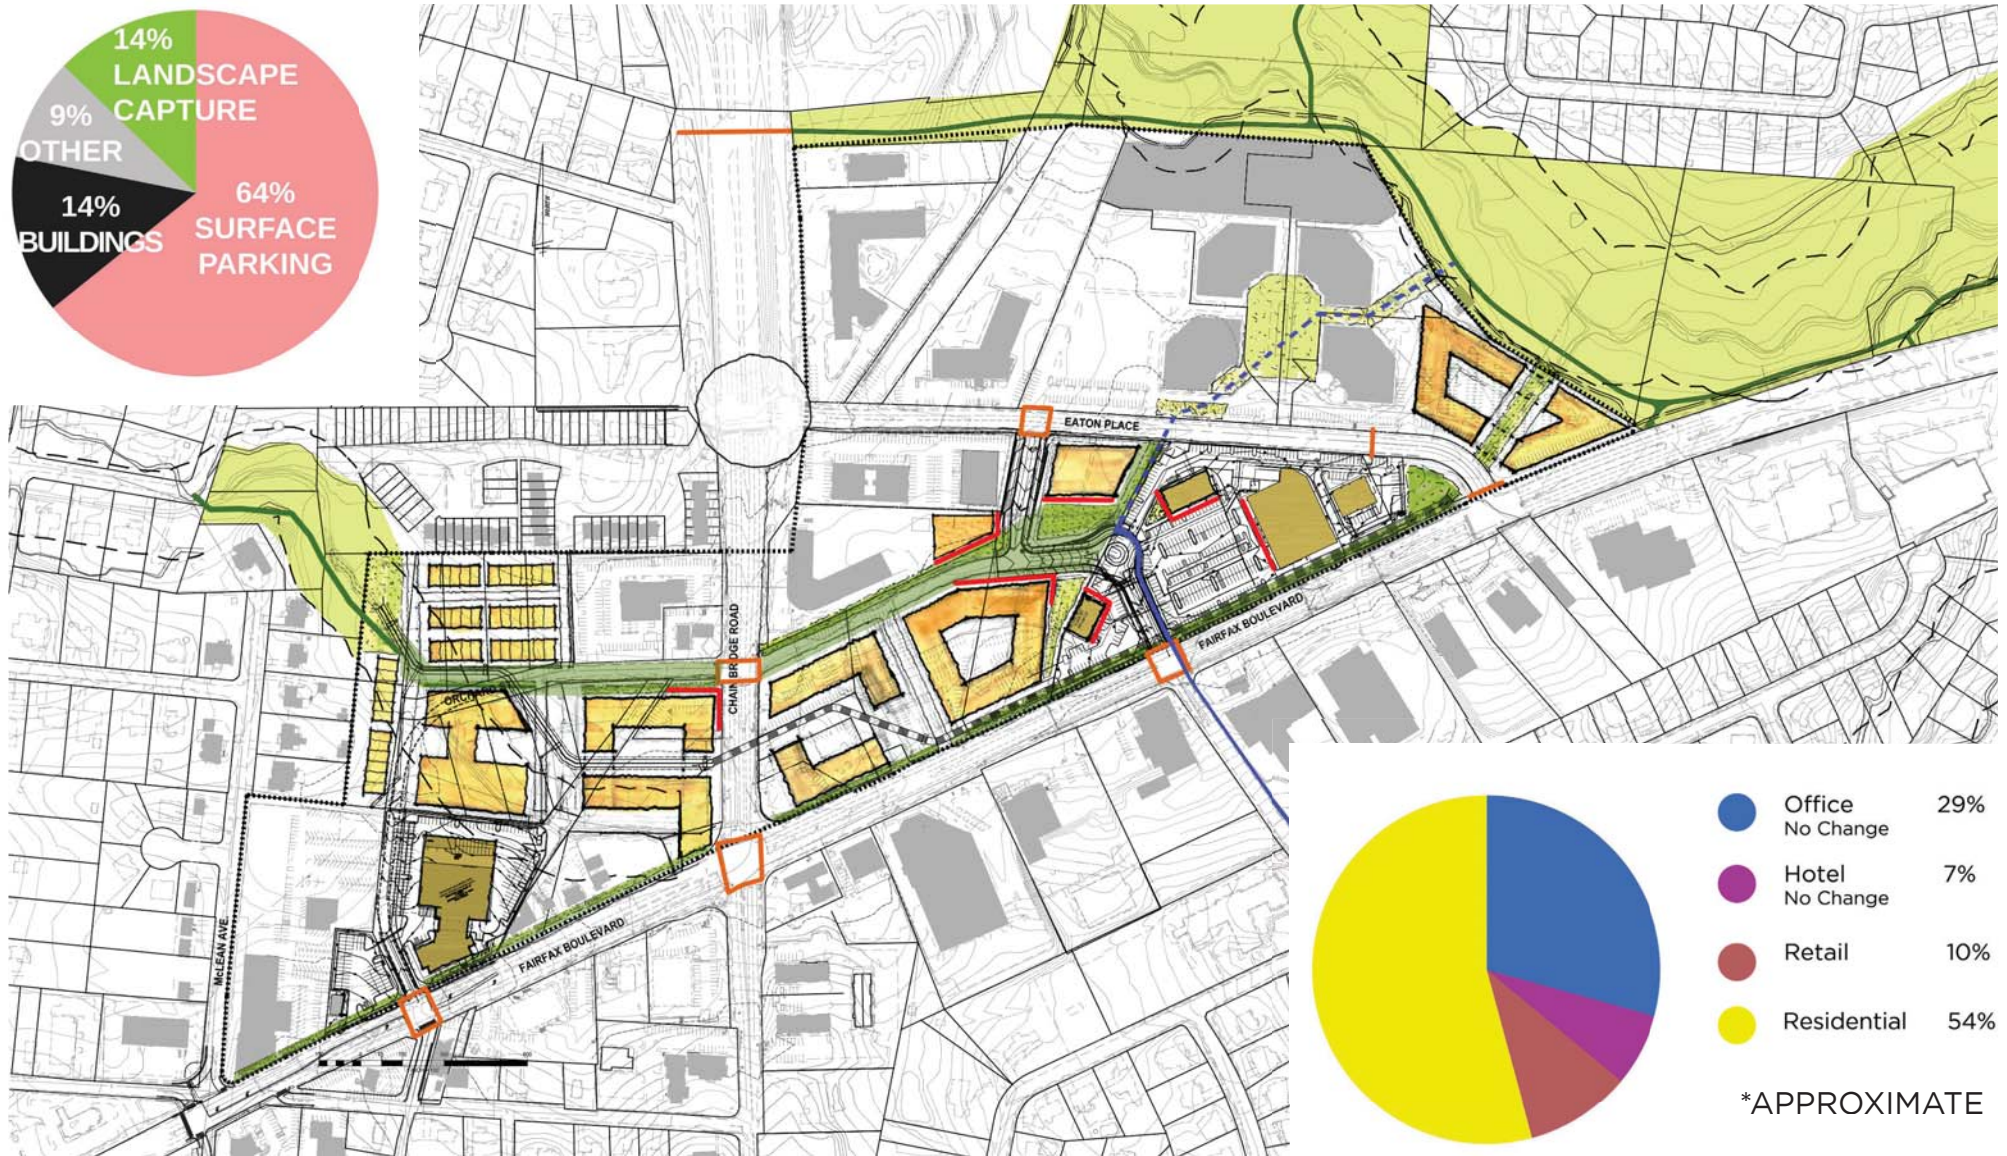 14%
LANDSCAPE
CAPTURE
9%
OTHER
14%
BUILDINGS
64%
SURFACE
PARKING
EATON PLACE
CHAIN BRIDGE ROAD
FAIRFAX BOULEVARD
ORCHARD
McLEAN AVE.
FAIRFAX BOULEVARD
Office 29%
No Change
Hotel 7%
No Change
Retail 10%
Residential 54%
*APPROXIMATE